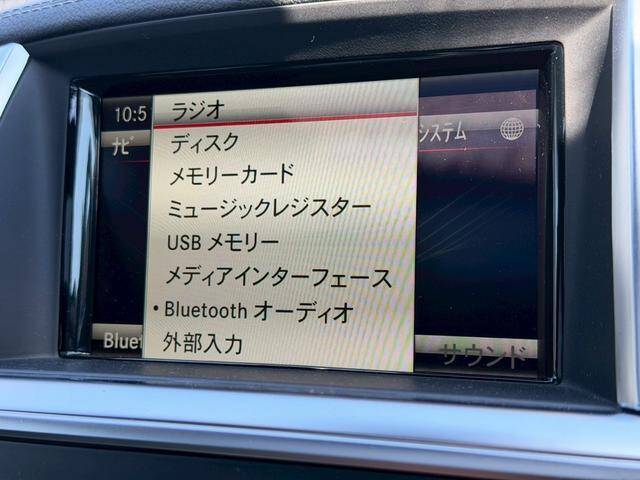 10:5
ラジオ
ナビ
ディスク
システム
メモリーカード
ミュージックレジスター
USB メモリー
メディアインターフェース
• Bluetooth オーディオ
Bluet
外部入力
サウンド